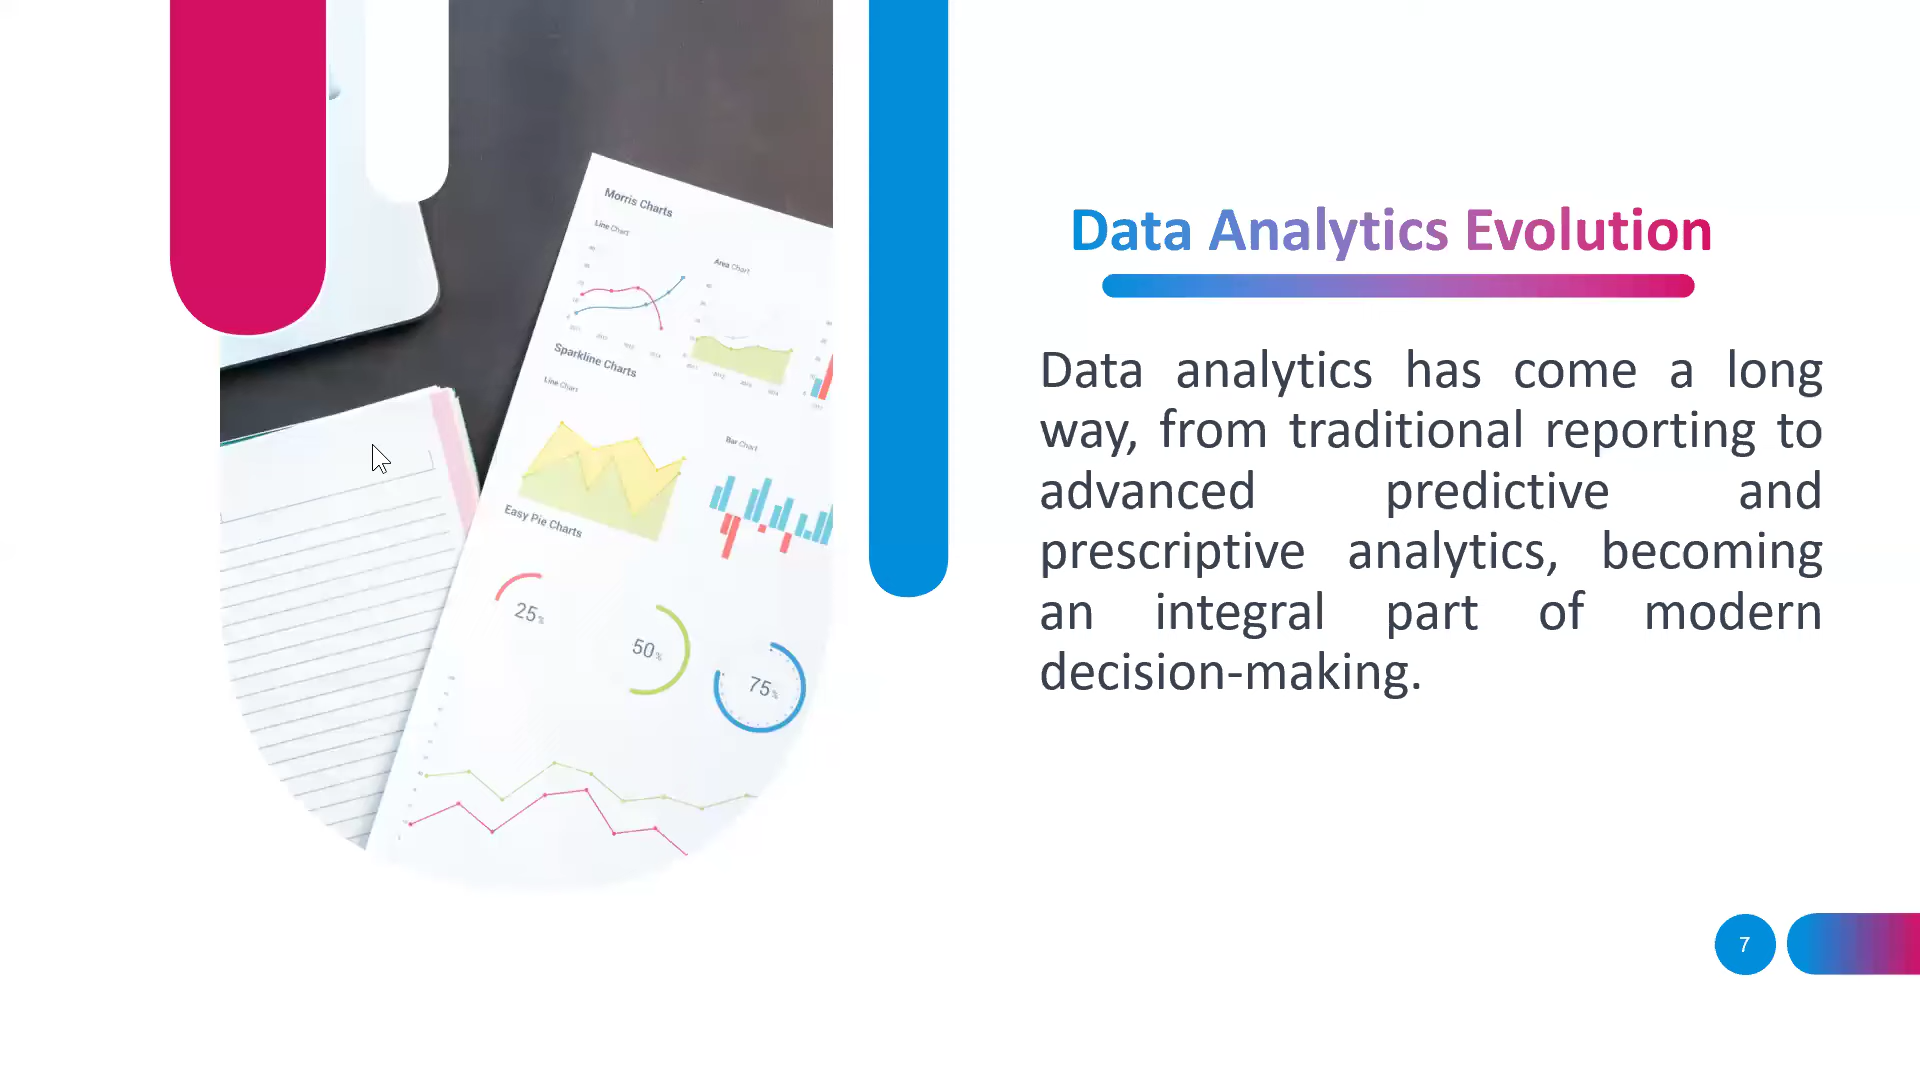 Data Analytics Evolution
Data analytics has come a long
way, from traditional reporting to
advanced predictive and
prescriptive analytics, becoming
an integral part of modern
decision-making.
Morris Charts
Line Chart
Area Chart
Sparkline Charts
Line Chart
Bar Chart
Easy Pie Charts
25%
50%
75%
7